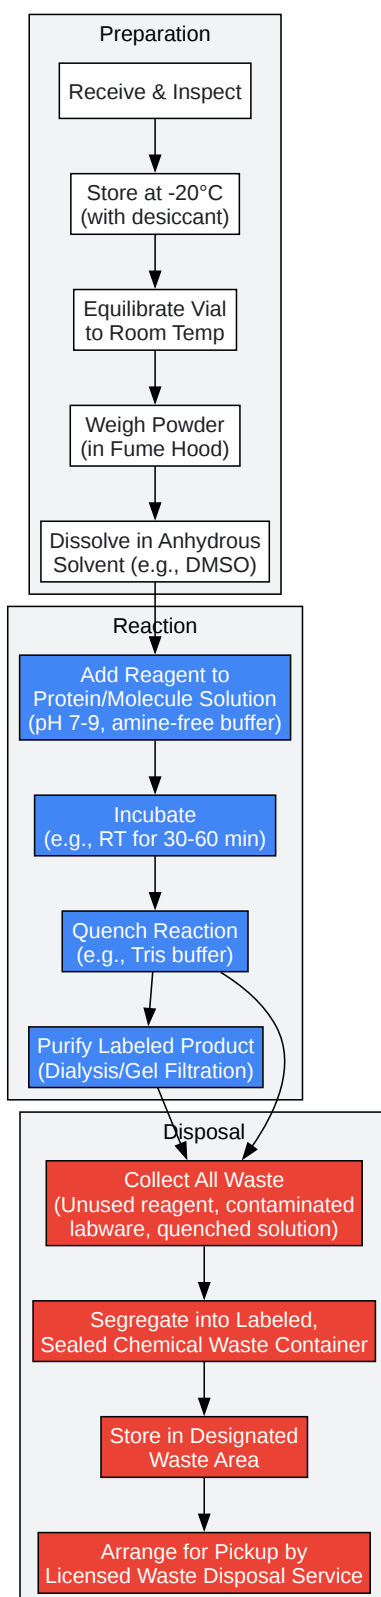 Preparation
Receive & Inspect
Store at -20°C
(with desiccant)
Equilibrate Vial
to Room Temp
Weigh Powder
(in Fume Hood)
Dissolve in Anhydrous
Solvent (e.g., DMSO)
Reaction
Add Reagent to
Protein/Molecule Solution
(pH 7-9, amine-free buffer)
Incubate
(e.g., RT for 30-60 min)
Quench Reaction
(e.g., Tris buffer)
Purify Labeled Product
(Dialysis/Gel Filtration)
Disposal
Collect All Waste
(Unused reagent, contaminated
labware, quenched solution)
Segregate into Labeled,
Sealed Chemical Waste Container
Store in Designated
Waste Area
Arrange for Pickup by
Licensed Waste Disposal Service